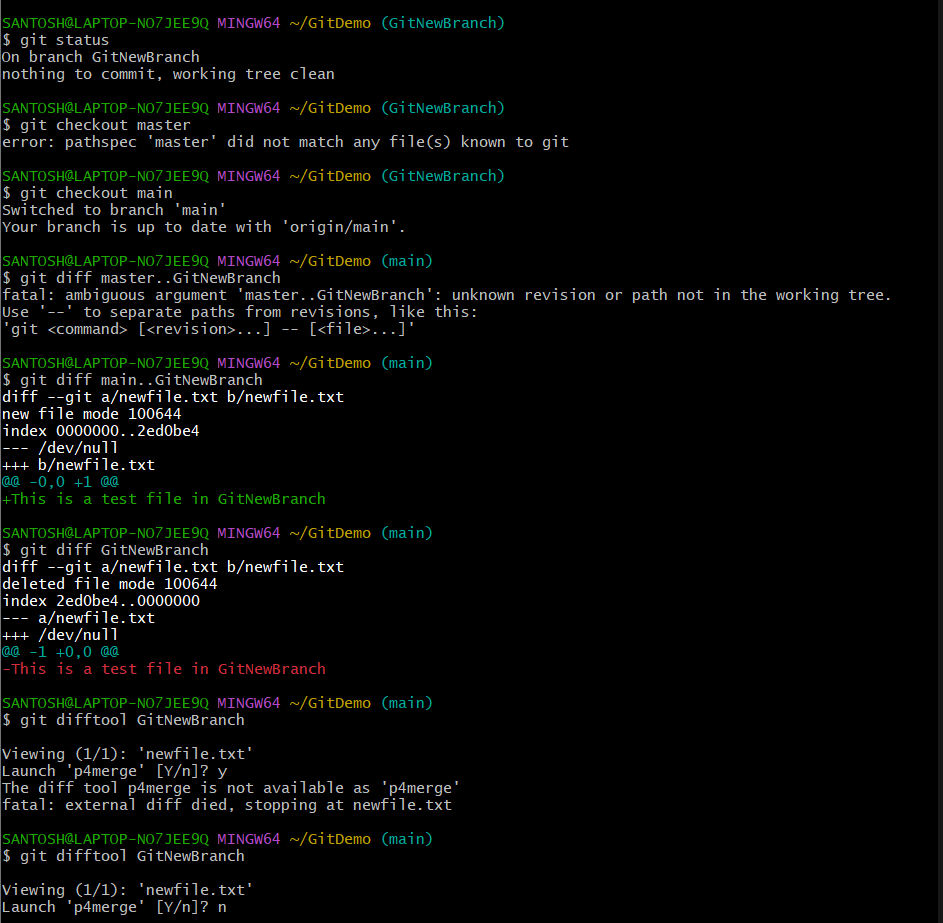 SANTOSH@LAPTOP-NO7JEE9Q MINGW64 ~/GitDemo (GitNewBranch)
$ git status
On branch GitNewBranch
nothing to commit, working tree clean
SANTOSH@LAPTOP-NO7JEE9Q MINGW64 ~/GitDemo (GitNewBranch)
$ git checkout master
error: pathspec 'master' did not match any file(s) known to git
SANTOSH@LAPTOP-NO7JEE9Q MINGW64 ~/GitDemo (GitNewBranch)
$ git checkout main
Switched to branch 'main'
Your branch is up to date with 'origin/main'.
SANTOSH@LAPTOP-NO7JEE9Q MINGW64 ~/GitDemo (main)
$ git diff master..GitNewBranch
fatal: ambiguous argument 'master..GitNewBranch': unknown revision or path not in the working tree.
Use '--' to separate paths from revisions, like this:
'git <command> [<revision>...] -- [<file>...]'
SANTOSH@LAPTOP-NO7JEE9Q MINGW64 ~/GitDemo (main)
$ git diff main..GitNewBranch
diff --git a/newfile.txt b/newfile.txt
new file mode 100644
index 0000000..2ed0be4
--- /dev/null
+++ b/newfile.txt
@@ -0,0 +1 @@
+This is a test file in GitNewBranch
SANTOSH@LAPTOP-NO7JEE9Q MINGW64 ~/GitDemo (main)
$ git diff GitNewBranch
diff --git a/newfile.txt b/newfile.txt
deleted file mode 100644
index 2ed0be4..0000000
--- a/newfile.txt
+++ /dev/null
@@ -1 +0,0 @@
-This is a test file in GitNewBranch
SANTOSH@LAPTOP-NO7JEE9Q MINGW64 ~/GitDemo (main)
$ git difftool GitNewBranch
Viewing (1/1): 'newfile.txt'
Launch 'p4merge' [Y/n]? y
The diff tool p4merge is not available as 'p4merge'
fatal: external diff died, stopping at newfile.txt
SANTOSH@LAPTOP-NO7JEE9Q MINGW64 ~/GitDemo (main)
$ git difftool GitNewBranch
Viewing (1/1): 'newfile.txt'
Launch 'p4merge' [Y/n]? n